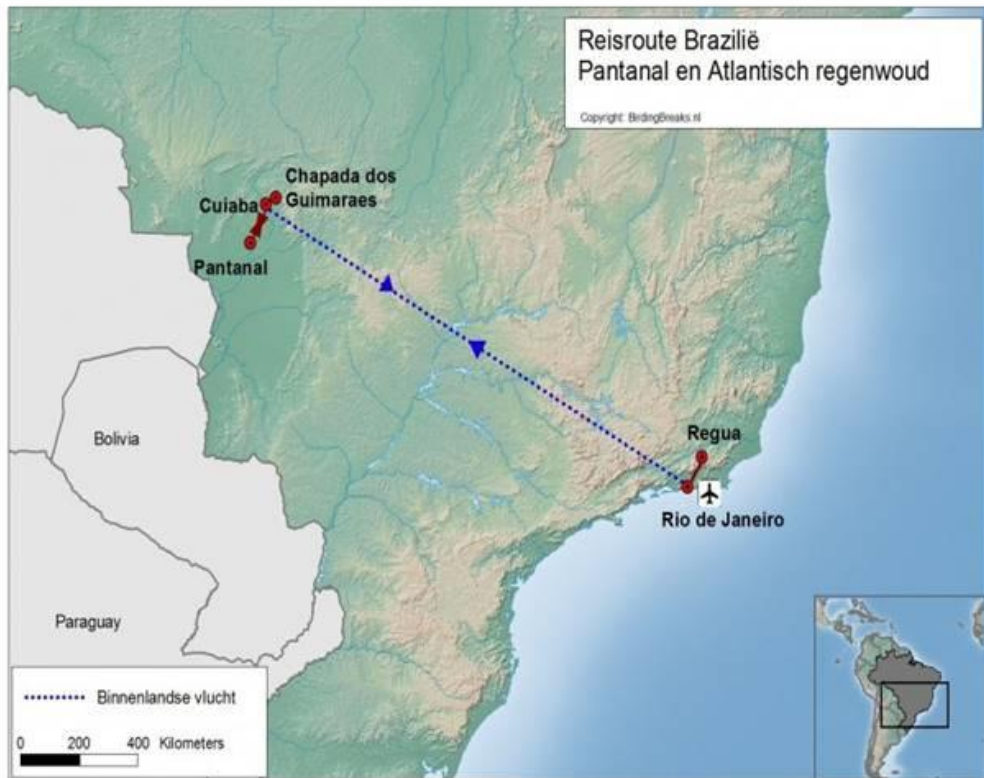 Reisroute Brazilië
Pantanal en Atlantisch regenwoud
Copyright: BirdingBreaks.nl
Chapada dos
Guimaraes
Cuiaba
Pantanal
Bolivia
Regua
Rio de Janeiro
Paraguay
Binnenlandse vlucht
0 200 400 Kilometers